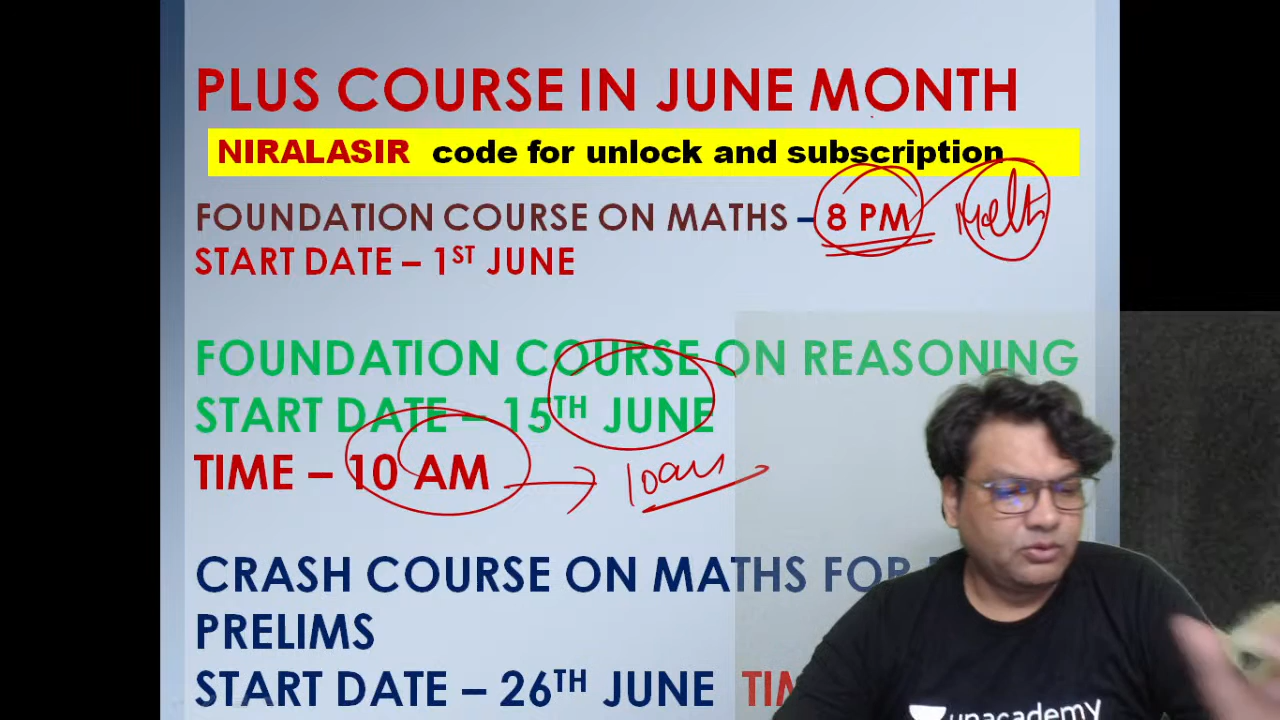 PLUS COURSE IN JUNE MONTH
NIRALASIR code for unlock and subscription
FOUNDATION COURSE ON MATHS – 8 PM
START DATE – 1ST JUNE
FOUNDATION COURSE ON REASONING
START DATE – 15TH JUNE
TIME – 10 AM
CRASH COURSE ON MATHS FOR
PRELIMS
START DATE – 26TH JUNE
unacademy